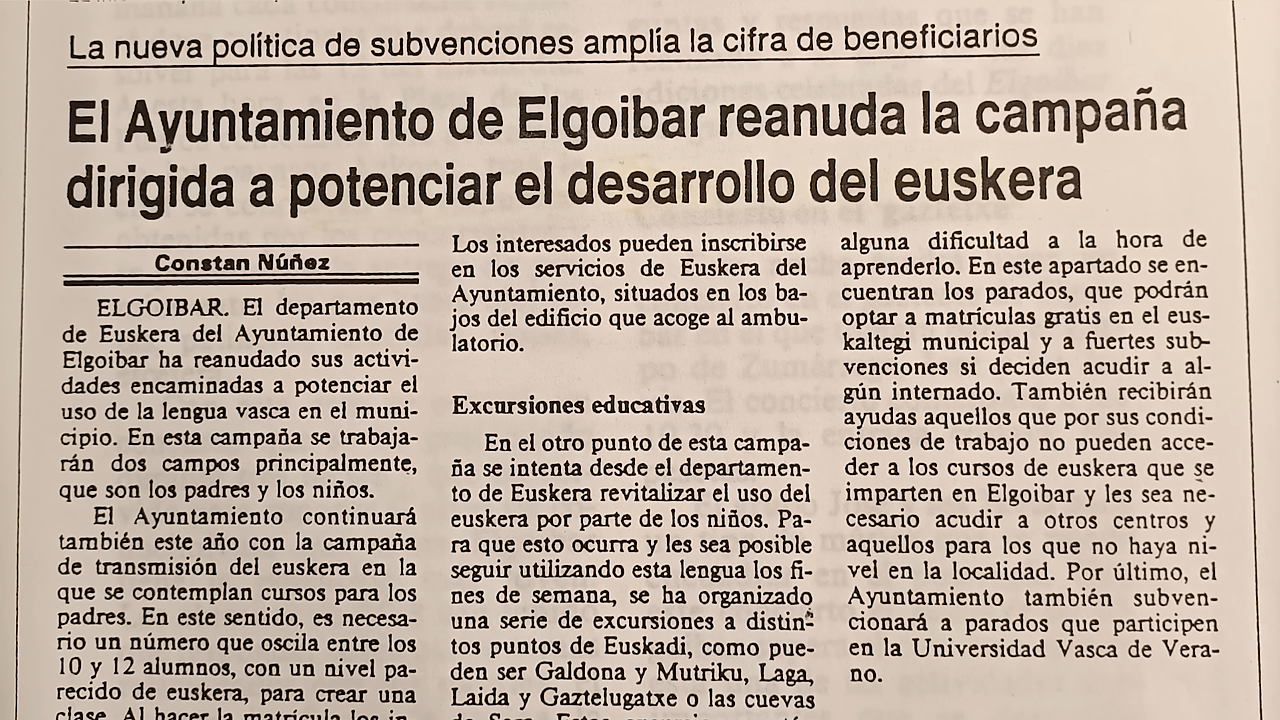 La nueva política de subvenciones amplía la cifra de beneficiarios
El Ayuntamiento de Elgoibar reanuda la campaña
dirigida a potenciar el desarrollo del euskera
Constan Núñez
ELGOIBAR. El departamento
de Euskera del Ayuntamiento de
Elgoibar ha reanudado sus activi-
dades encaminadas a potenciar el
uso de la lengua vasca en el muni-
cipio. En esta campaña se trabaja-
rán dos campos principalmente,
que son los padres y los niños.
El Ayuntamiento continuará
también este año con la campaña
de transmisión del euskera en la
que se contemplan cursos para los
padres. En este sentido, es necesa-
rio un número que oscila entre los
10 y 12 alumnos, con un nivel pa-
recido de euskera, para crear una
clase. Al hacer la matrícula los in-
Los interesados pueden inscribirse
en los servicios de Euskera del
Ayuntamiento, situados en los ba-
jos del edificio que acoge al ambu-
latorio.
Excursiones educativas
En el otro punto de esta campa-
ña se intenta desde el departamen-
to de Euskera revitalizar el uso del
euskera por parte de los niños. Pa-
ra que esto ocurra y les sea posible
seguir utilizando esta lengua los fi-
nes de semana, se ha organizado
una serie de excursiones a distin-
tos puntos de Euskadi, como pue-
den ser Galdona y Mutriku, Laga,
Laida y Gaztelugatxe o las cuevas
alguna dificultad a la hora de
aprenderlo. En este apartado se en-
cuentran los parados, que podrán
optar a matrículas gratis en el eus-
kaltegi municipal y a fuertes sub-
venciones si deciden acudir a al-
gún internado. También recibirán
ayudas aquellos que por sus condi-
ciones de trabajo no pueden acce-
der a los cursos de euskera que se
imparten en Elgoibar y les sea ne-
cesario acudir a otros centros y
aquellos para los que no haya ni-
vel en la localidad. Por último, el
Ayuntamiento también subven-
cionará a parados que participen
en la Universidad Vasca de Vera-
no.